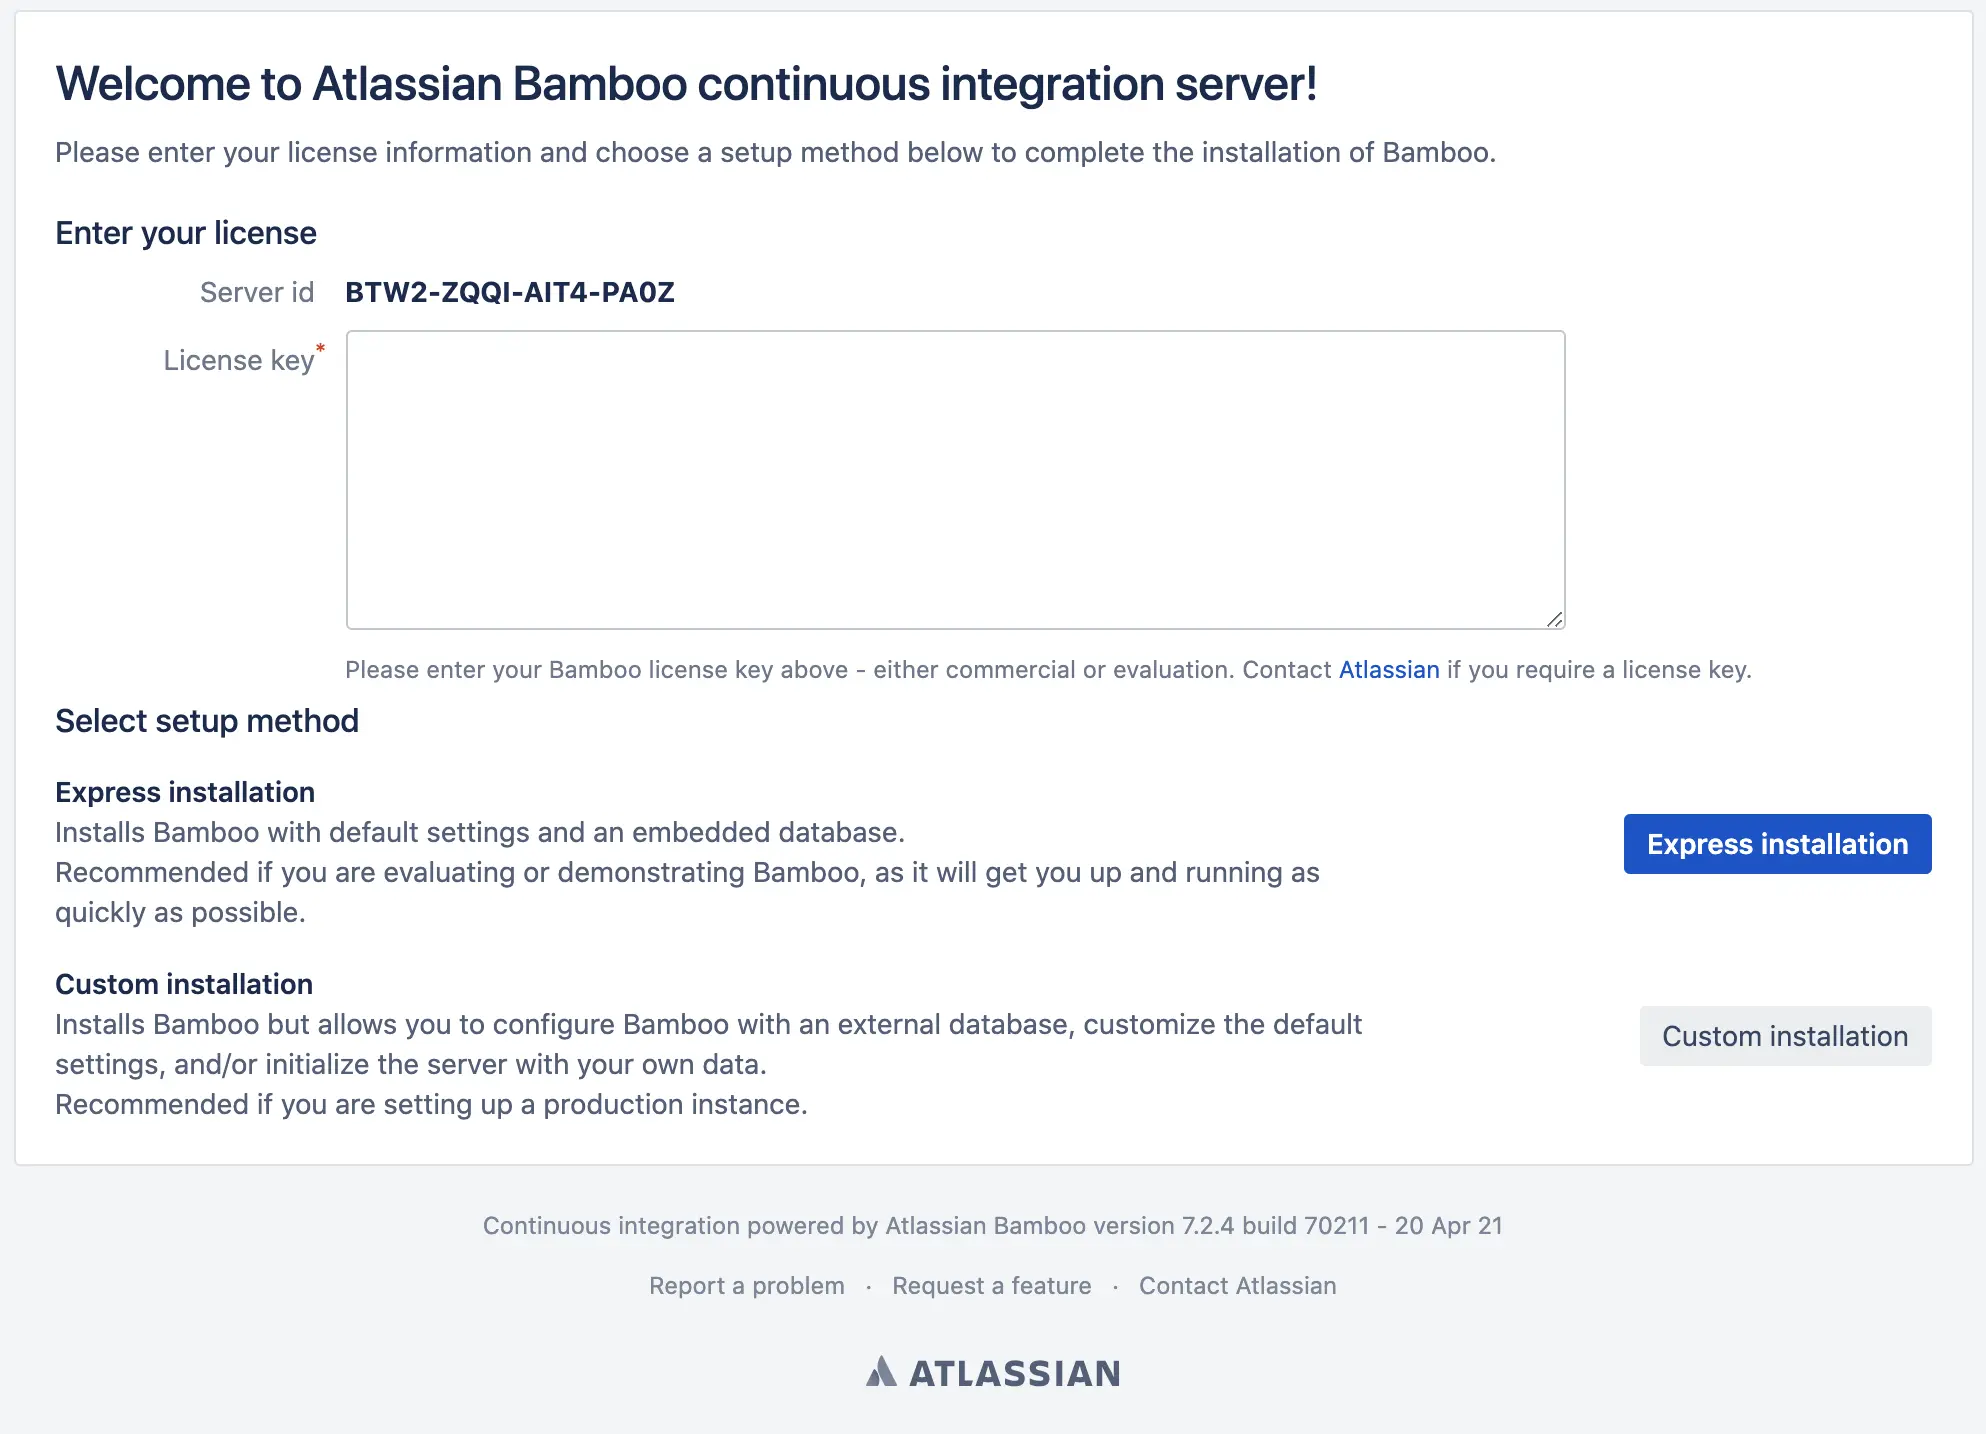 Welcome to Atlassian Bamboo continuous integration server!
Please enter your license information and choose a setup method below to complete the installation of Bamboo.
Enter your license
Server id BTW2-ZQQI-AIT4-PA0Z
License key*
Please enter your Bamboo license key above - either commercial or evaluation. Contact Atlassian if you require a license key.
Select setup method
Express installation
Installs Bamboo with default settings and an embedded database.
Recommended if you are evaluating or demonstrating Bamboo, as it will get you up and running as
quickly as possible.
Express installation
Custom installation
Installs Bamboo but allows you to configure Bamboo with an external database, customize the default
settings, and/or initialize the server with your own data.
Recommended if you are setting up a production instance.
Custom installation
Continuous integration powered by Atlassian Bamboo version 7.2.4 build 70211 - 20 Apr 21
Report a problem · Request a feature · Contact Atlassian
ATLASSIAN